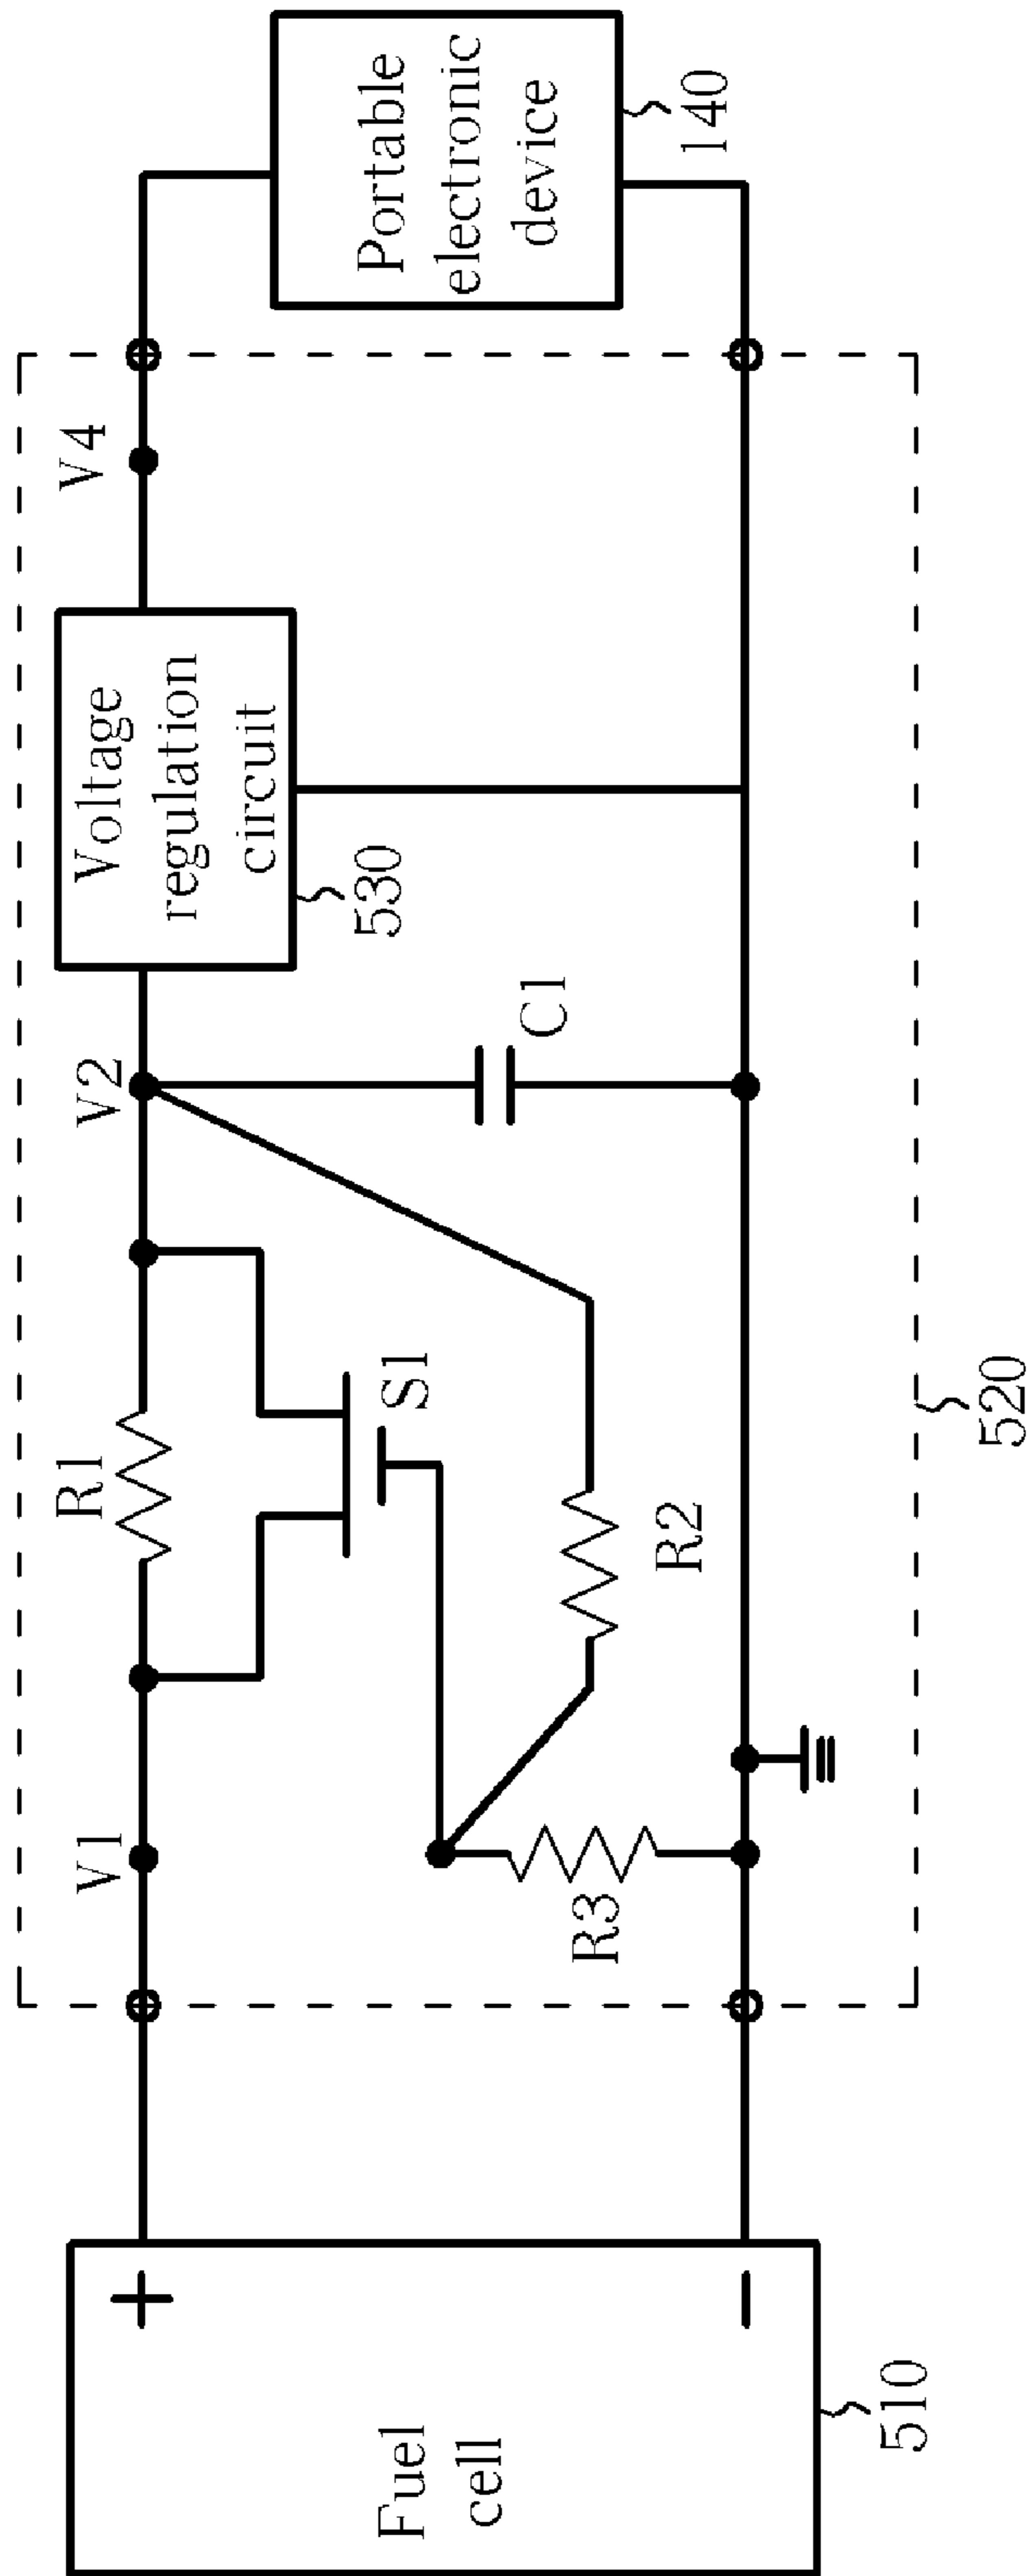 Fuel
cell
+
−
510
V1
R1
S1
R2
R3
V2
C1
Voltage
regulation
circuit
530
V4
520
Portable
electronic
device
140